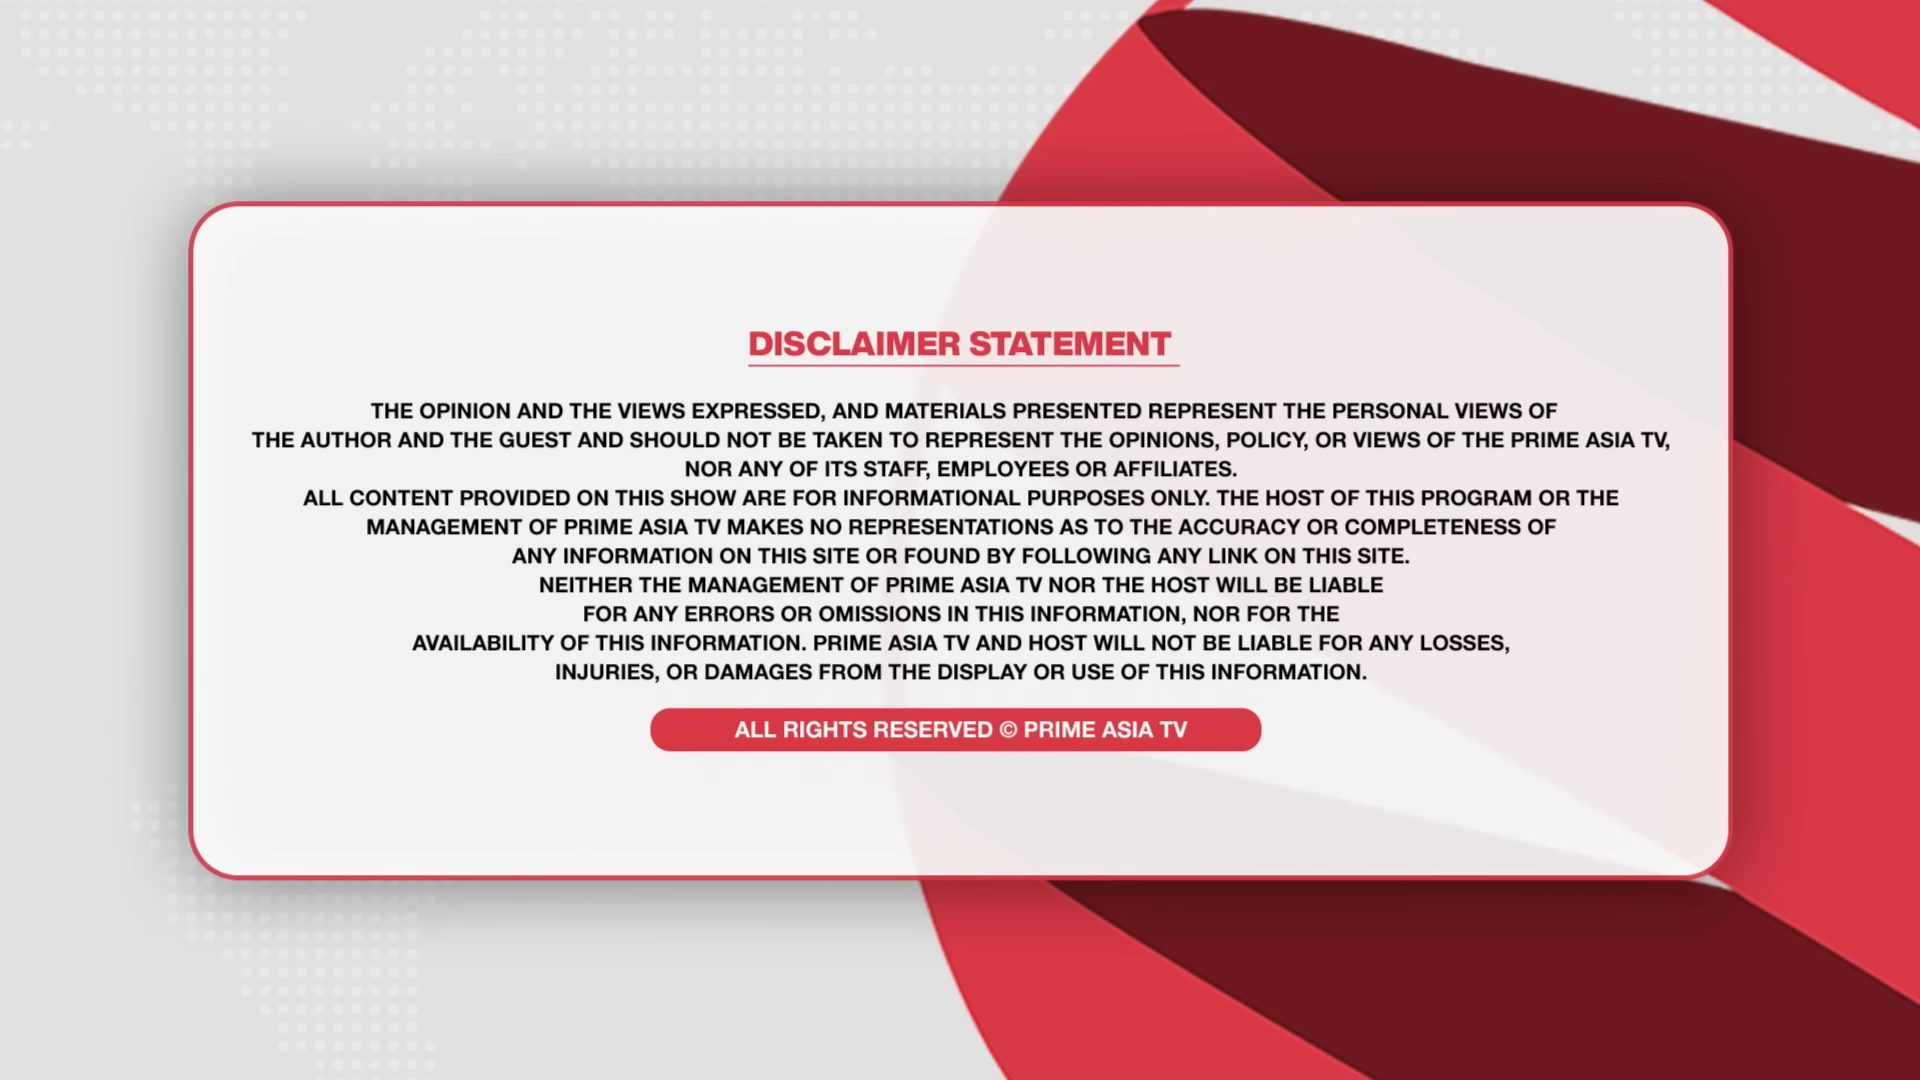 DISCLAIMER STATEMENT
THE OPINION AND THE VIEWS EXPRESSED, AND MATERIALS PRESENTED REPRESENT THE PERSONAL VIEWS OF
THE AUTHOR AND THE GUEST AND SHOULD NOT BE TAKEN TO REPRESENT THE OPINIONS, POLICY, OR VIEWS OF THE PRIME ASIA TV,
NOR ANY OF ITS STAFF, EMPLOYEES OR AFFILIATES.
ALL CONTENT PROVIDED ON THIS SHOW ARE FOR INFORMATIONAL PURPOSES ONLY. THE HOST OF THIS PROGRAM OR THE
MANAGEMENT OF PRIME ASIA TV MAKES NO REPRESENTATIONS AS TO THE ACCURACY OR COMPLETENESS OF
ANY INFORMATION ON THIS SITE OR FOUND BY FOLLOWING ANY LINK ON THIS SITE.
NEITHER THE MANAGEMENT OF PRIME ASIA TV NOR THE HOST WILL BE LIABLE
FOR ANY ERRORS OR OMISSIONS IN THIS INFORMATION, NOR FOR THE
AVAILABILITY OF THIS INFORMATION. PRIME ASIA TV AND HOST WILL NOT BE LIABLE FOR ANY LOSSES,
INJURIES, OR DAMAGES FROM THE DISPLAY OR USE OF THIS INFORMATION.
ALL RIGHTS RESERVED © PRIME ASIA TV